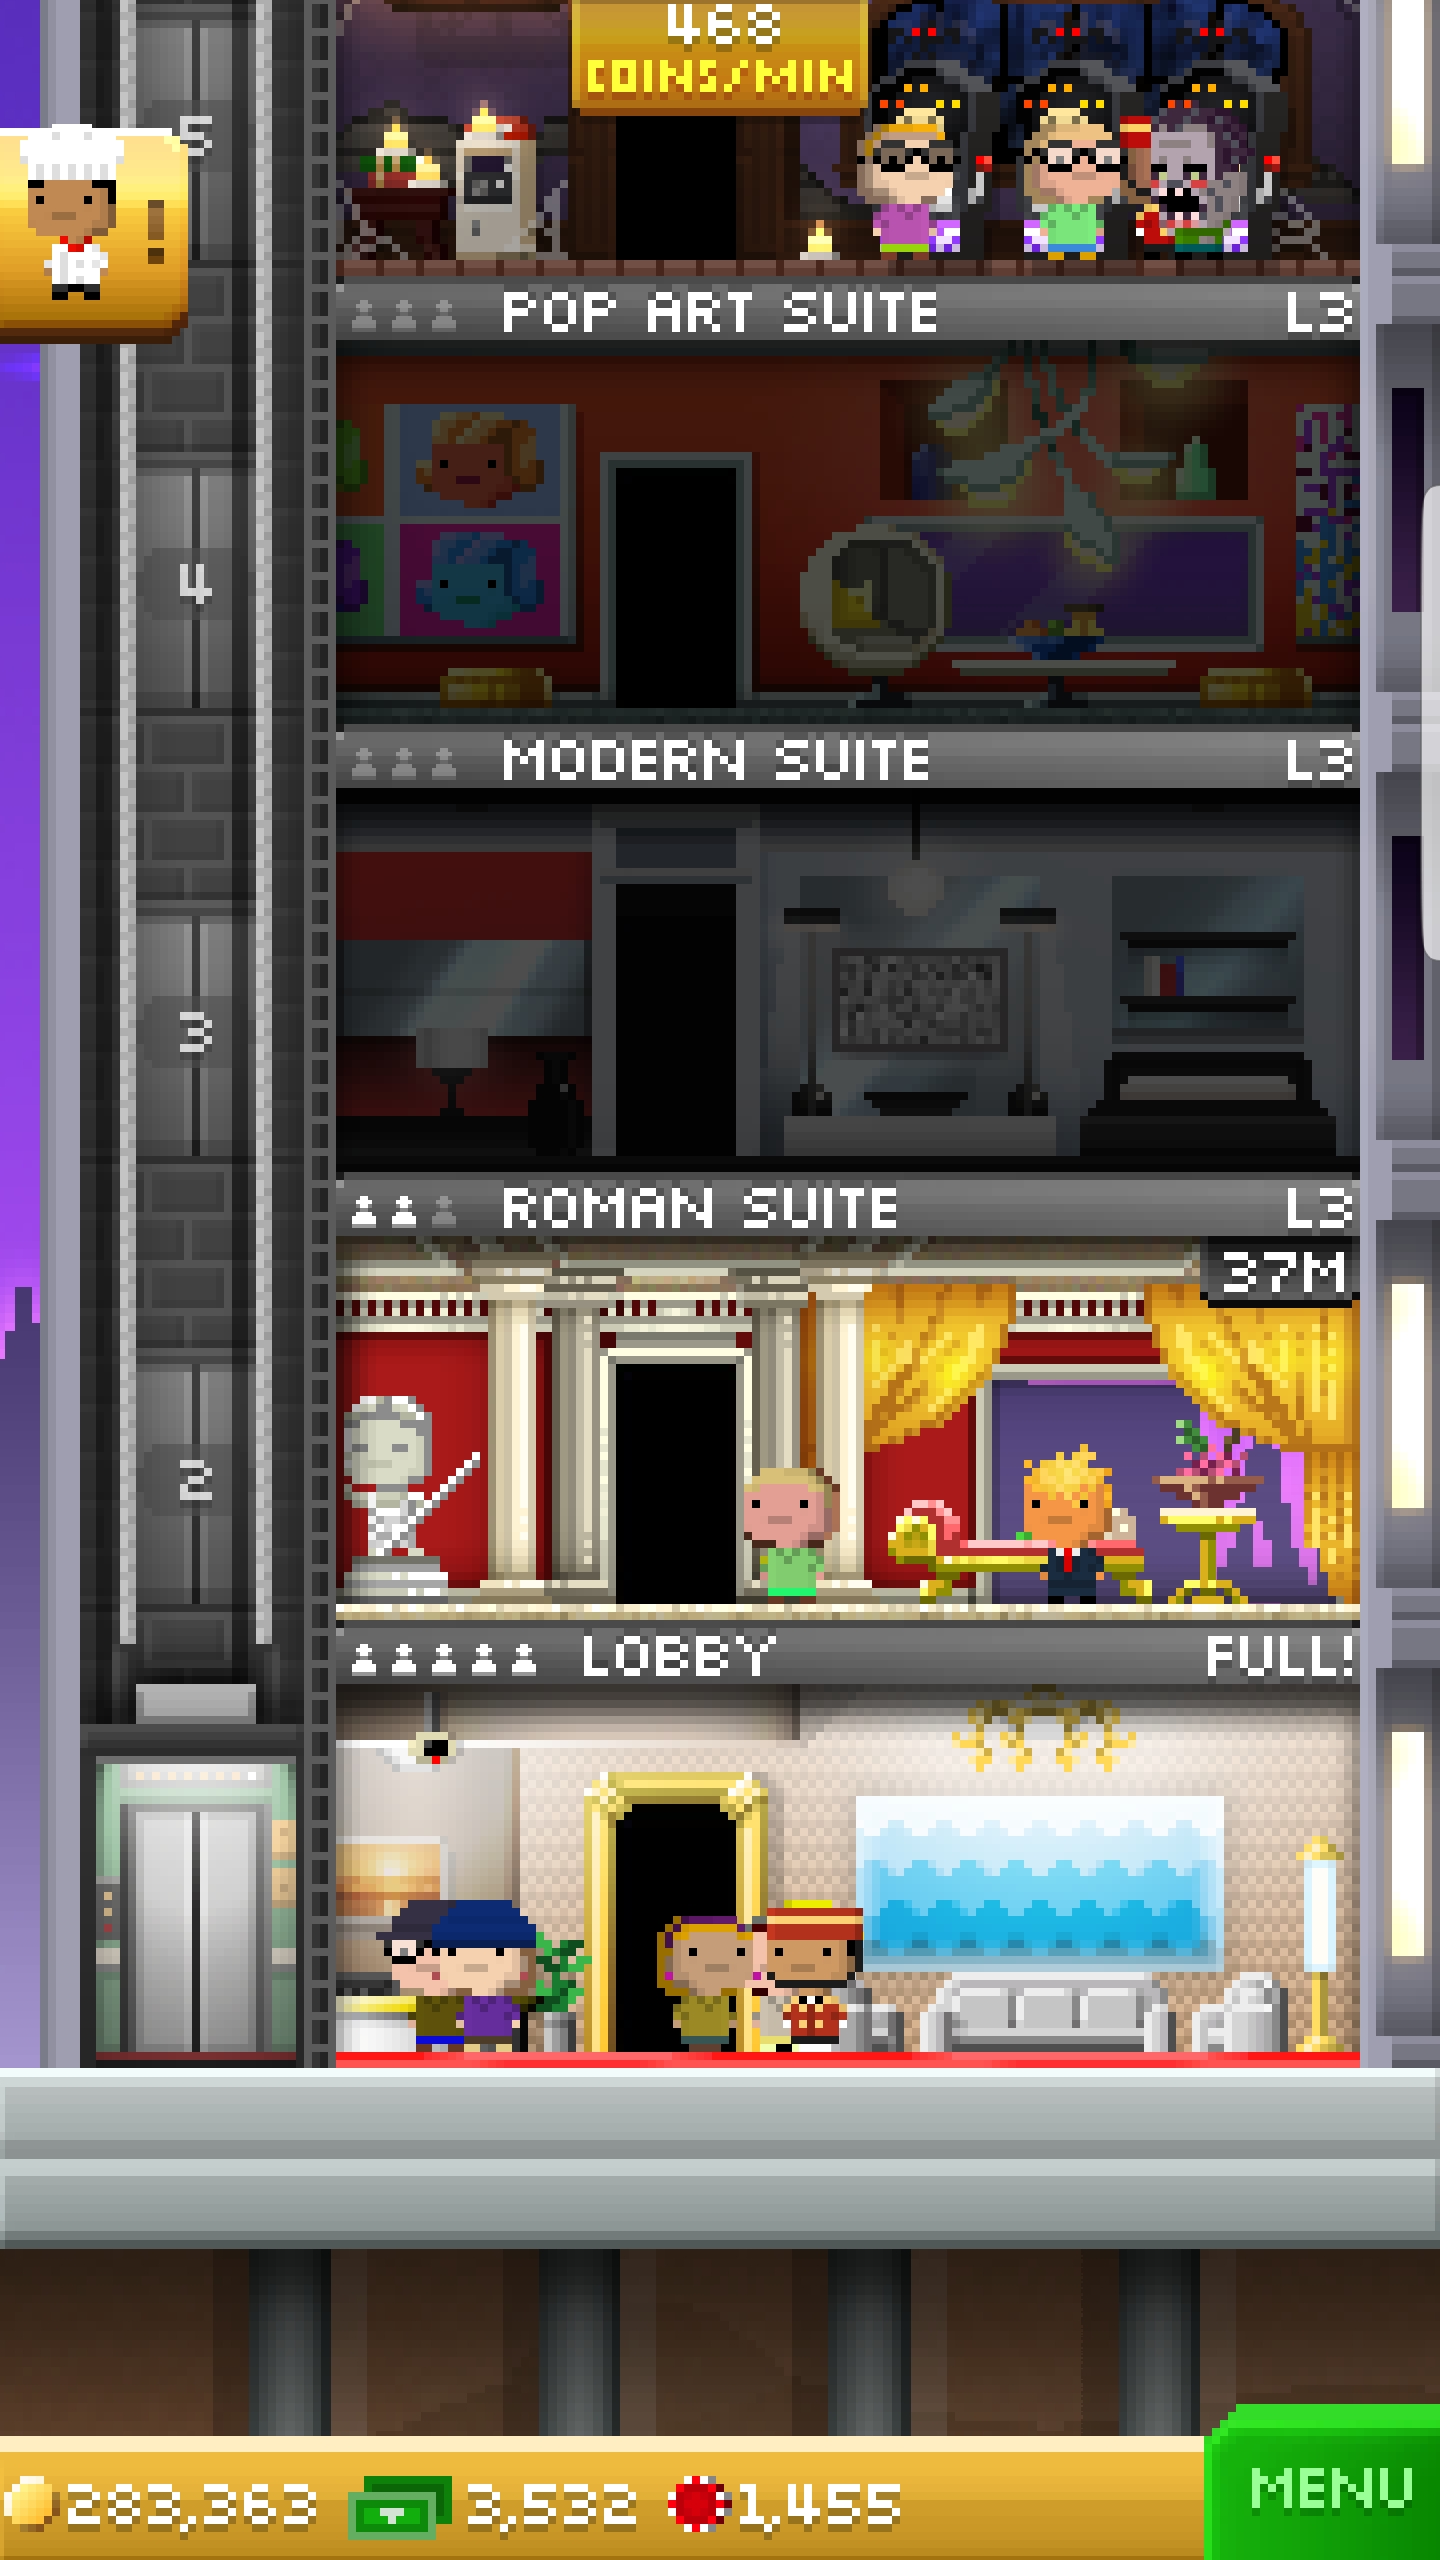 468
COINS/MIN
5
!
POP ART SUITE L3
4
MODERN SUITE L3
3
ROMAN SUITE L3
37M
2
LOBBY FULL!
283,363 3,532 1,455
MENU